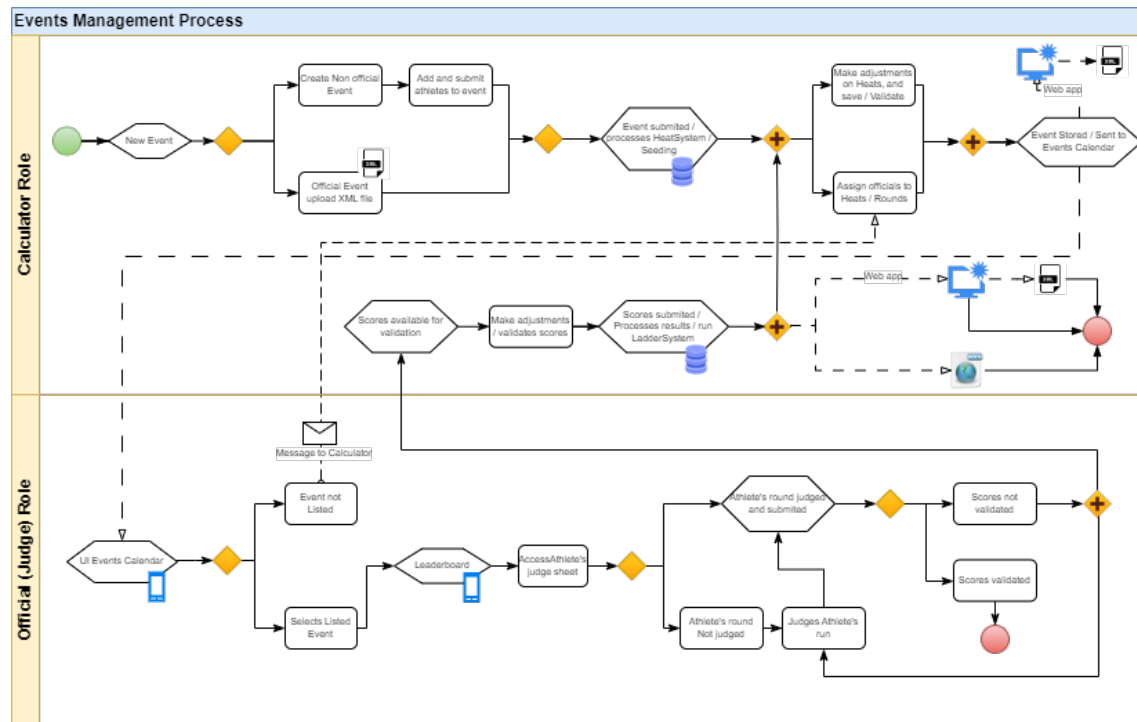 Events Management Process
Calculator Role
New Event
Create Non official
Event
Add and submit
athletes to event
XML
Official Event
upload XML file
Event submited /
processes HeatSystem /
Seeding
Make adjustments
on Heats, and
save / Validate
Assign officials to
Heats / Rounds
XML
Web app
Event Stored / Sent to
Events Calendar
Scores available for
validation
Make adjustments
/ validates scores
Scores submitted /
Processes results / run
LadderSystem
Web app
XML
Official (Judge) Role
Message to Calculator
Event not
Listed
UI Events Calendar
Selects Listed
Event
Leaderboard
AccessAthlete's
judge sheet
Athlete's round judged
and submited
Athlete's round
Not judged
Judges Athlete's
run
Scores not
validated
Scores validated